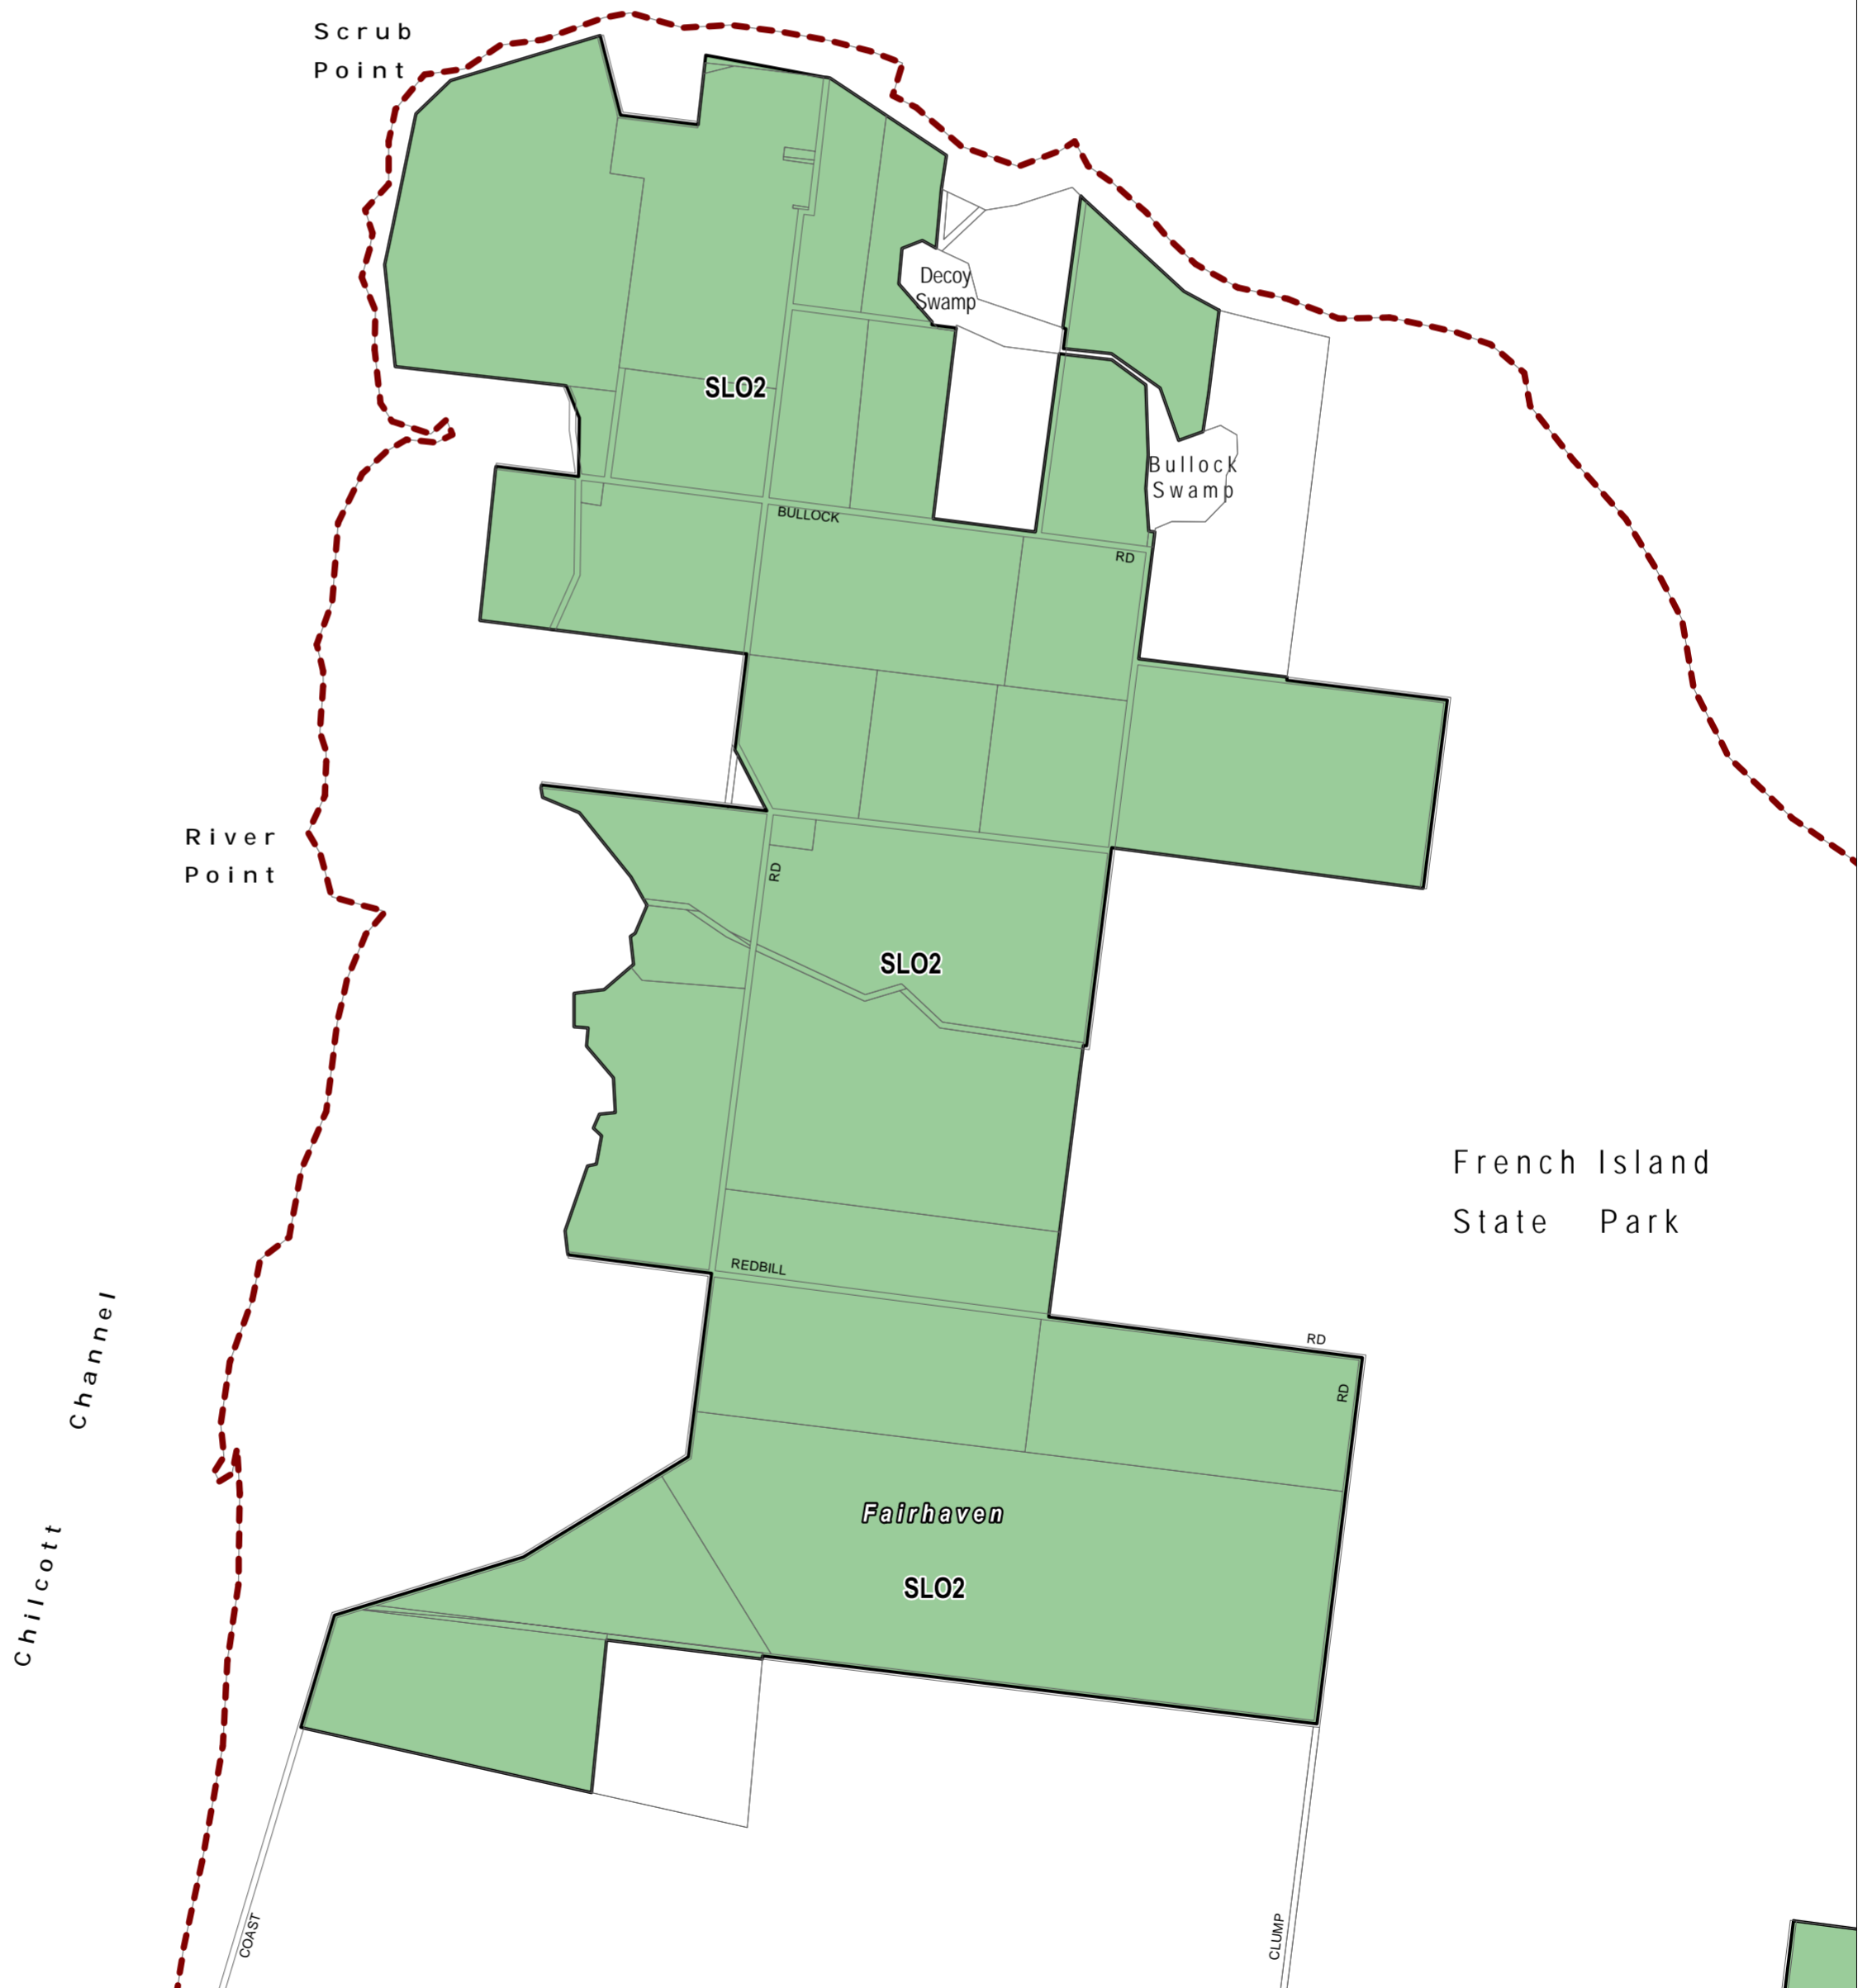 Scrub
Point
Decoy
Swamp
SLO2
Bullock
Swamp
BULLOCK
RD
River
Point
RD
SLO2
French Island
State Park
REDBILL
RD
RD
Chilcott Channel
Fairhaven
SLO2
COAST
CLUMP